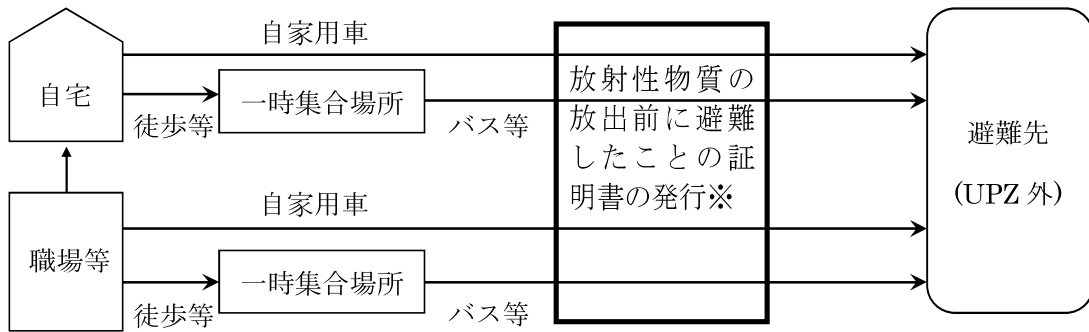 自家用車
自宅
徒歩等
一時集合場所
バス等
放射性物質の
放出前に避難
したことの証
明書の発行※
避難先
(UPZ 外)
自家用車
職場等
徒歩等
一時集合場所
バス等